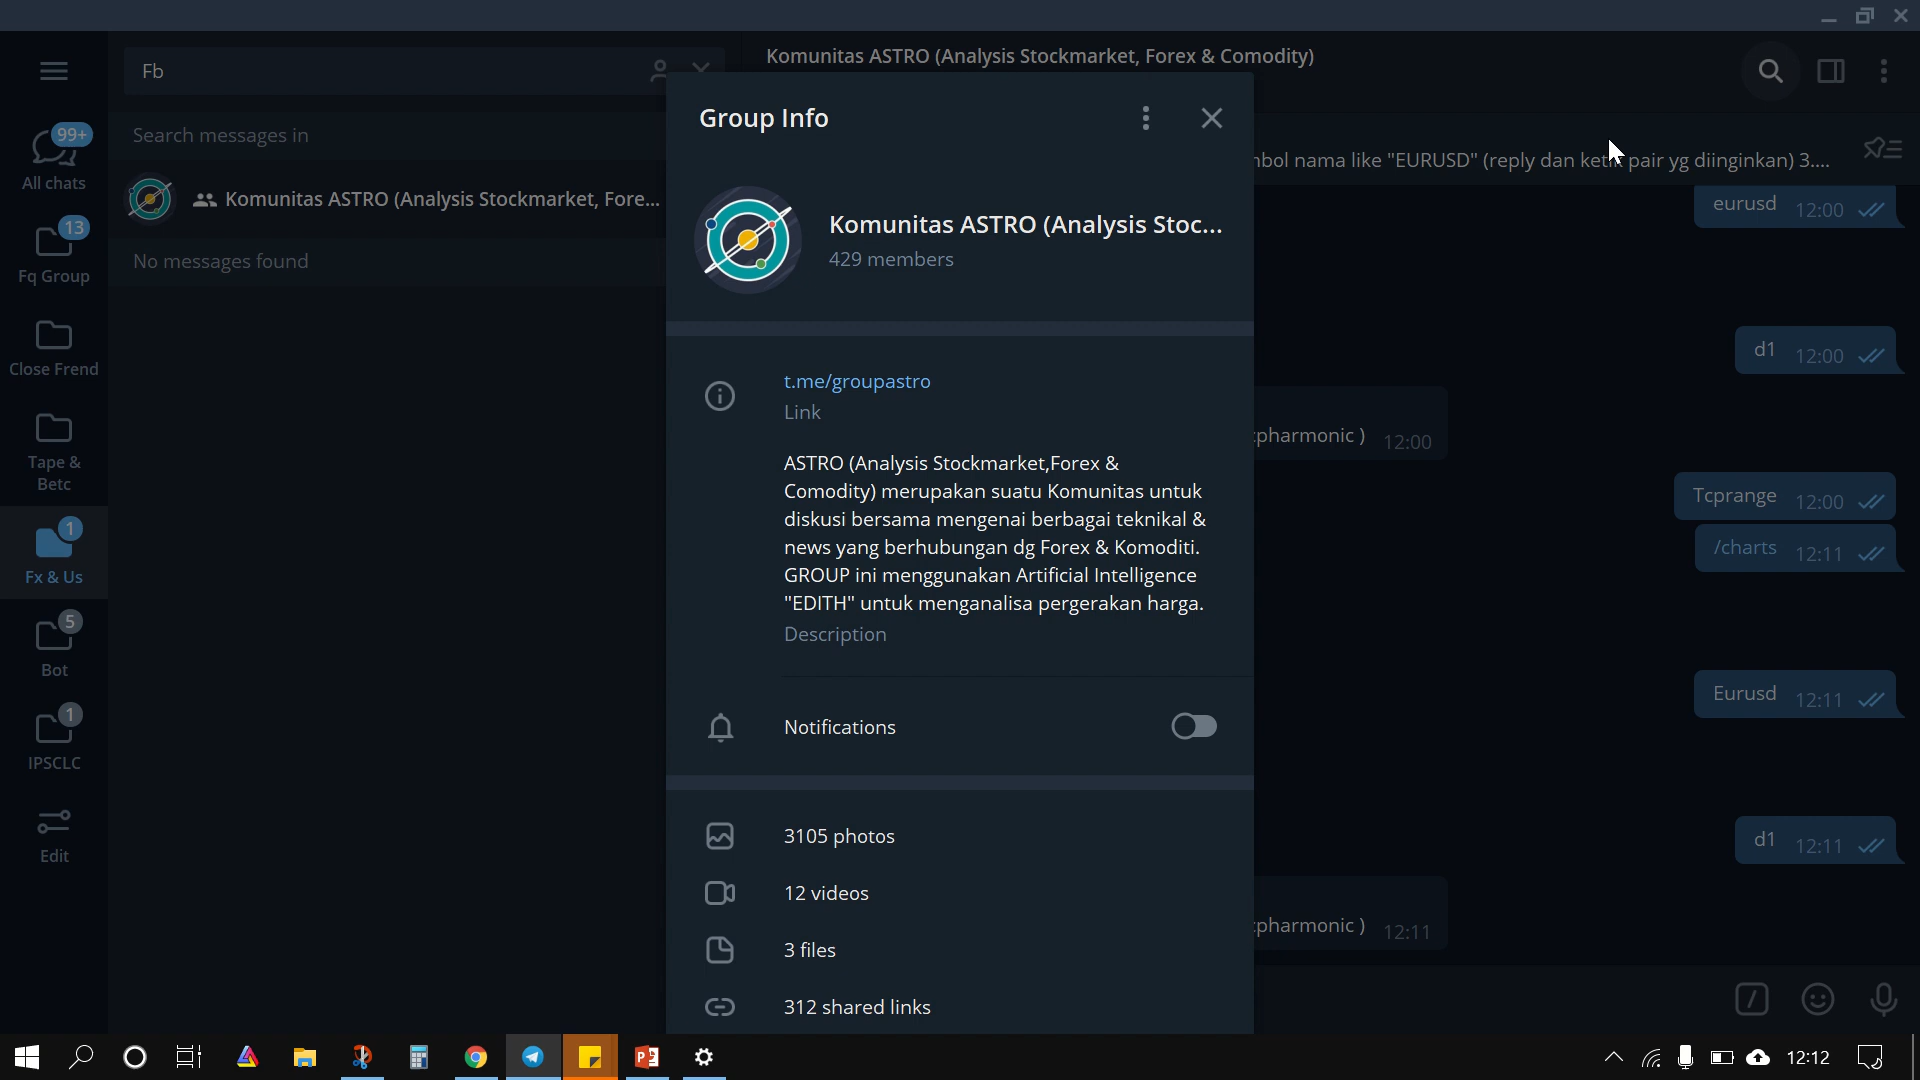 Fb
Komunitas ASTRO (Analysis Stockmarket, Forex & Comodity)
Search messages in
Komunitas ASTRO (Analysis Stockmarket, Fore...
No messages found
99+
All chats
13
Fq Group
Close Frend
Tape &
Betc
1
Fx & Us
5
Bot
1
IPSCLC
Edit
Group Info
Komunitas ASTRO (Analysis Stoc...
429 members
t.me/groupastro
Link
ASTRO (Analysis Stockmarket,Forex &
Comodity) merupakan suatu Komunitas untuk
diskusi bersama mengenai berbagai teknikal &
news yang berhubungan dg Forex & Komoditi.
GROUP ini menggunakan Artificial Intelligence
"EDITH" untuk menganalisa pergerakan harga.
Description
Notifications
3105 photos
12 videos
3 files
312 shared links
nama like "EURUSD" (reply dan ketik pair yg diinginkan) 3....
eurusd 12:00
d1 12:00
pharmonic ) 12:00
Tcprange 12:00
/charts 12:11
Eurusd 12:11
d1 12:11
pharmonic ) 12:11
12:12